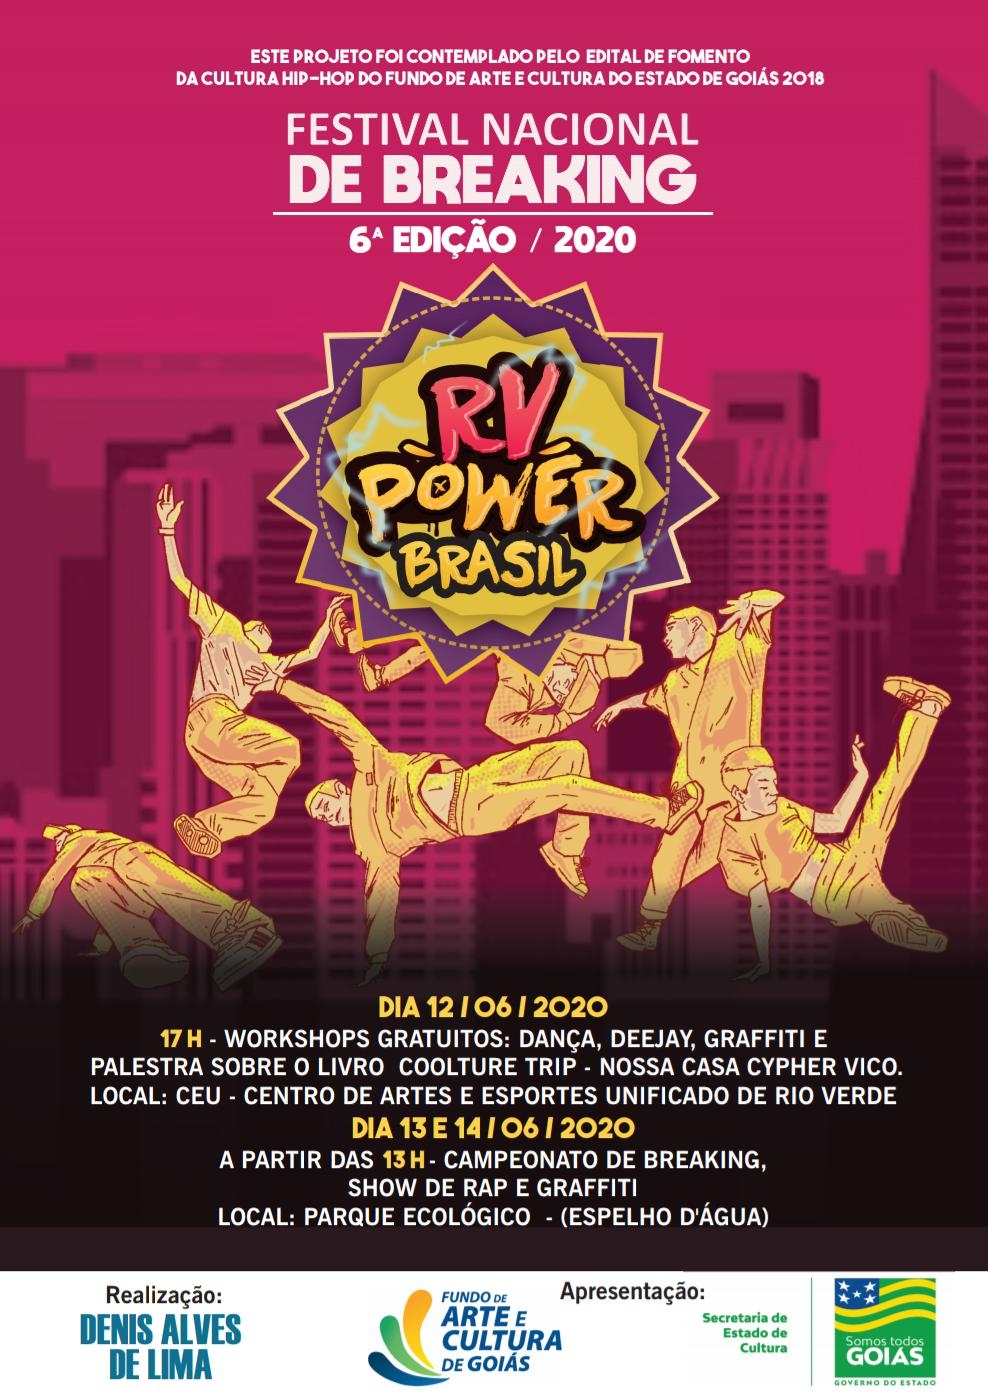 ESTE PROJETO FOI CONTEMPLADO PELO EDITAL DE FOMENTO
DA CULTURA HIP-HOP DO FUNDO DE ARTE E CULTURA DO ESTADO DE GOIÁS 2018
FESTIVAL NACIONAL
DE BREAKING
6ª EDIÇÃO / 2020
RV
POWER
BRASIL
DIA 12 / 06 / 2020
17 H - WORKSHOPS GRATUITOS: DANÇA, DEEJAY, GRAFFITI E
PALESTRA SOBRE O LIVRO COOLTURE TRIP - NOSSA CASA CYPHER VICO.
LOCAL: CEU - CENTRO DE ARTES E ESPORTES UNIFICADO DE RIO VERDE
DIA 13 E 14 / 06 / 2020
A PARTIR DAS 13 H - CAMPEONATO DE BREAKING,
SHOW DE RAP E GRAFFITI
LOCAL: PARQUE ECOLÓGICO - (ESPELHO D'ÁGUA)
Realização:
DENIS ALVES
DE LIMA
FUNDO DE
ARTE E
CULTURA
DE GOIÁS
Apresentação:
Secretaria de
Estado de
Cultura
Somos todos
GOIÁS
GOVERNO DO ESTADO